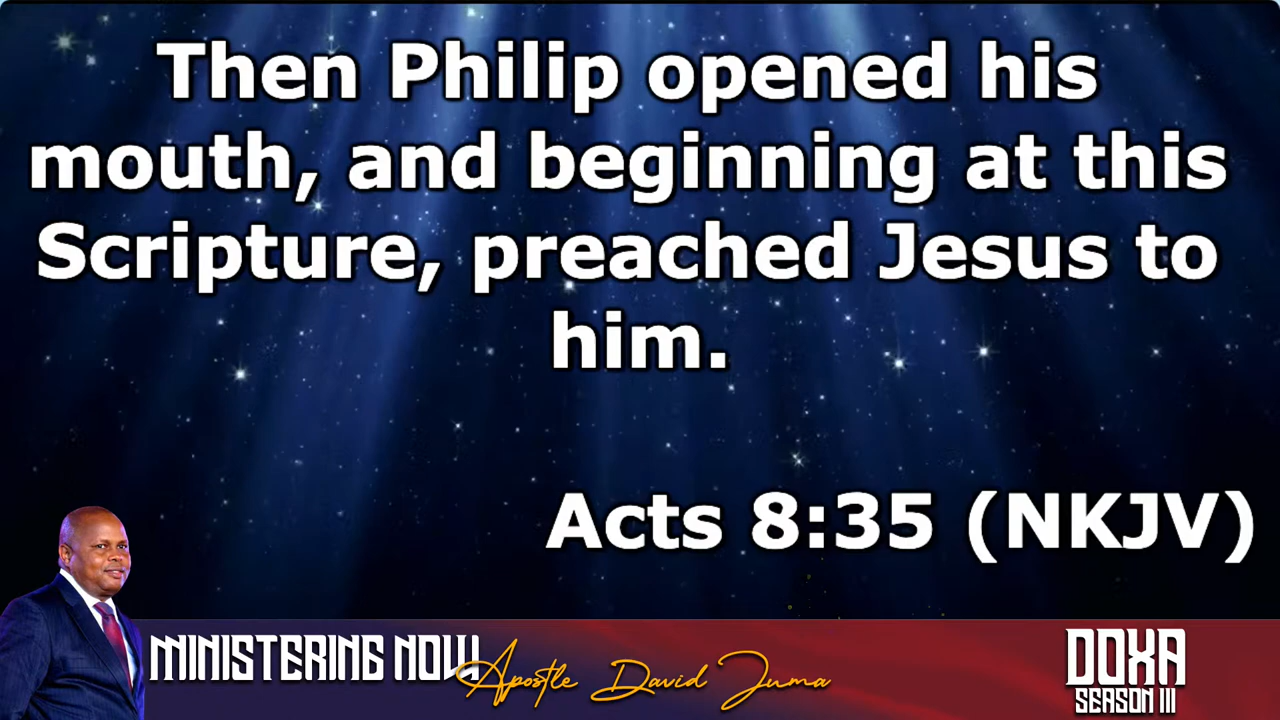 Then Philip opened his
mouth, and beginning at this
Scripture, preached Jesus to
him.
Acts 8:35 (NKJV)
MINISTERING NOW
Apostle David Juma
DOXA
SEASON III